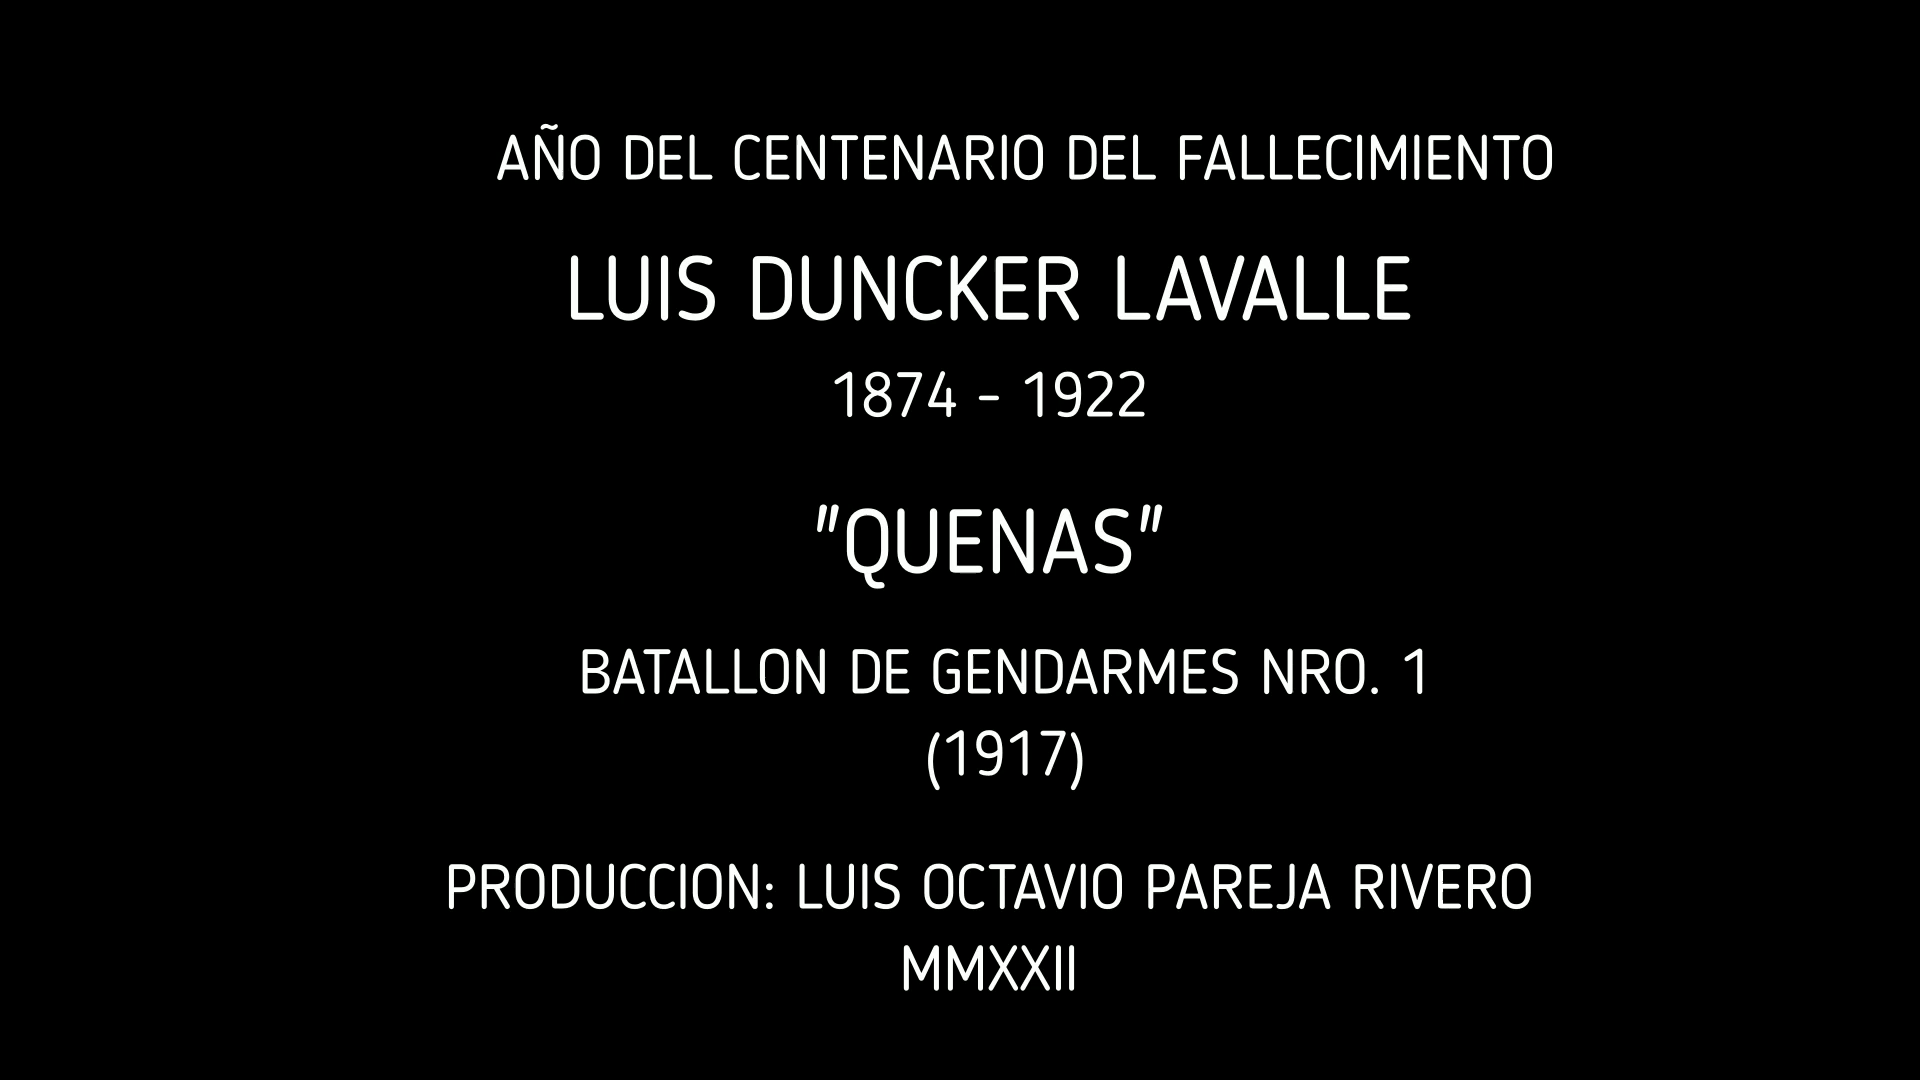 AÑO DEL CENTENARIO DEL FALLECIMIENTO
LUIS DUNCKER LAVALLE
1874 - 1922
"QUENAS"
BATALLON DE GENDARMES NRO. 1
(1917)
PRODUCCION: LUIS OCTAVIO PAREJA RIVERO
MMXXII